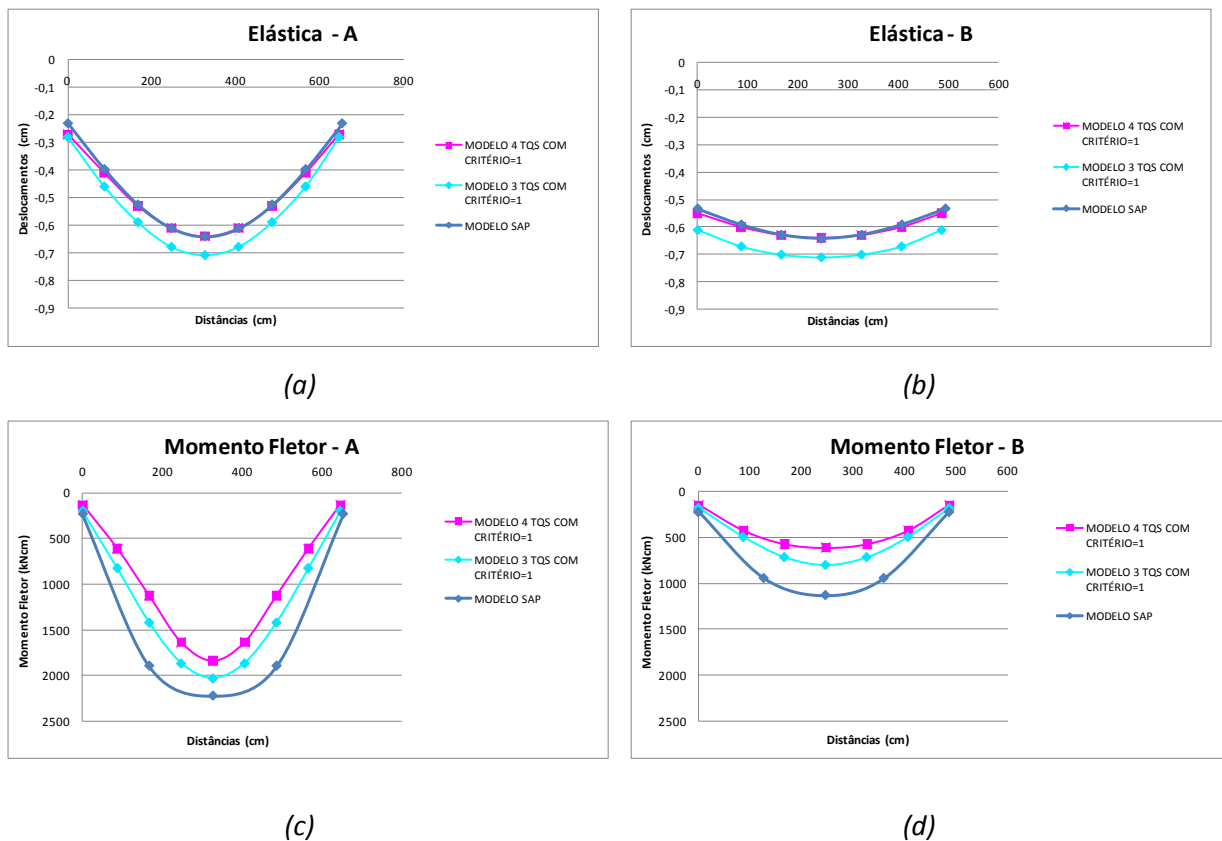 Elástica - A
0
-0,1
-0,2
-0,3
-0,4
-0,5
-0,6
-0,7
-0,8
-0,9
0
200
400
600
800
Deslocamentos (cm)
Distâncias (cm)
MODELO 4 TQS COM
CRITÉRIO=1
MODELO 3 TQS COM
CRITÉRIO=1
MODELO SAP
(a)
Elástica - B
0
-0,1
-0,2
-0,3
-0,4
-0,5
-0,6
-0,7
-0,8
-0,9
0
100
200
300
400
500
600
Deslocamentos (cm)
Distâncias (cm)
MODELO 4 TQS COM
CRITÉRIO=1
MODELO 3 TQS COM
CRITÉRIO=1
MODELO SAP
(b)
Momento Fletor - A
0
200
400
600
800
0
500
1000
1500
2000
2500
Momento Fletor (kNcm)
Distâncias (cm)
MODELO 4 TQS COM
CRITÉRIO=1
MODELO 3 TQS COM
CRITÉRIO=1
MODELO SAP
(c)
Momento Fletor - B
0
100
200
300
400
500
600
0
500
1000
1500
2000
2500
Momento Fletor (kNcm)
Distâncias (cm)
MODELO 4 TQS COM
CRITÉRIO=1
MODELO 3 TQS COM
CRITÉRIO=1
MODELO SAP
(d)